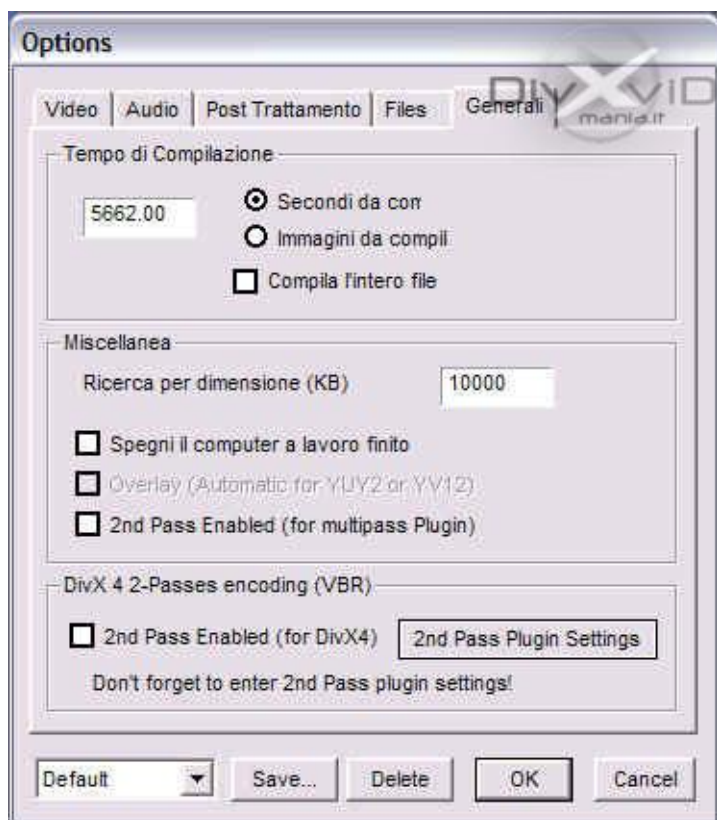 Options
DivXviD
mania.it
Video Audio Post Trattamento Files Generali
Tempo di Compilazione
5662.00
Secondi da com
Immagini da compil
Compila l'intero file
Miscellanea
Ricerca per dimensione (KB) 10000
Spegni il computer a lavoro finito
Overlay (Automatic for YUY2 or YV12)
2nd Pass Enabled (for multipass Plugin)
DivX 4 2-Passes encoding (VBR)
2nd Pass Enabled (for DivX4) 2nd Pass Plugin Settings
Don't forget to enter 2nd Pass plugin settings!
Default Save... Delete OK Cancel